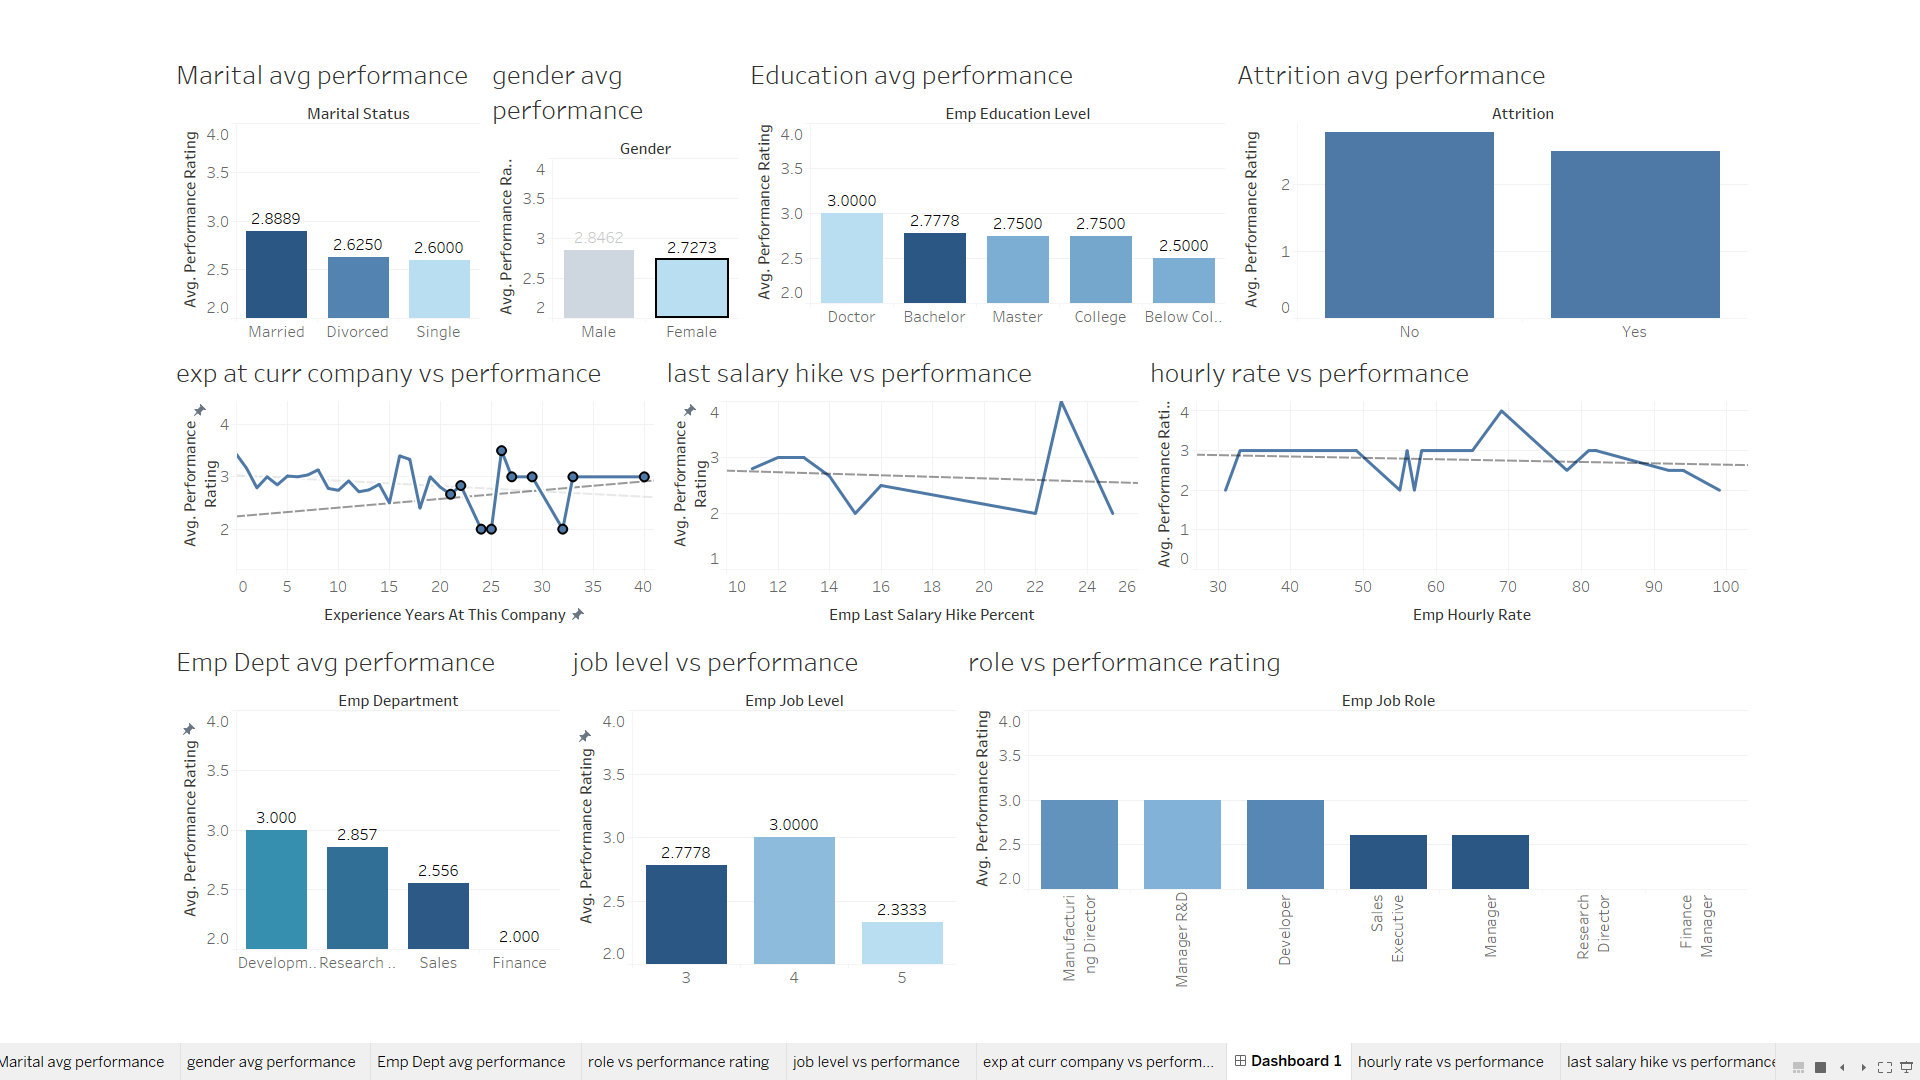 Marital avg performance
Marital Status
Avg. Performance Rating
4.0
3.5
3.0
2.5
2.0
2.8889
2.6250
2.6000
Married
Divorced
Single
gender avg
performance
Gender
Avg. Performance Ra..
4
3.5
3
2.5
2
2.8462
2.7273
Male
Female
Education avg performance
Emp Education Level
Avg. Performance Rating
4.0
3.5
3.0
2.5
2.0
3.0000
2.7778
2.7500
2.7500
2.5000
Doctor
Bachelor
Master
College
Below Col..
Attrition avg performance
Attrition
Avg. Performance Rating
2
1
0
No
Yes
exp at curr company vs performance
Avg. Performance
Rating
4
3
2
0
5
10
15
20
25
30
35
40
Experience Years At This Company
last salary hike vs performance
Avg. Performance
Rating
4
3
2
1
10
12
14
16
18
20
22
24
26
Emp Last Salary Hike Percent
hourly rate vs performance
Avg. Performance Rati..
4
3
2
1
0
30
40
50
60
70
80
90
100
Emp Hourly Rate
Emp Dept avg performance
Emp Department
Avg. Performance Rating
4.0
3.5
3.0
2.5
2.0
3.000
2.857
2.556
2.000
Developm..
Research ..
Sales
Finance
job level vs performance
Emp Job Level
Avg. Performance Rating
4.0
3.5
3.0
2.5
2.0
2.7778
3.0000
2.3333
3
4
5
role vs performance rating
Emp Job Role
Avg. Performance Rating
4.0
3.5
3.0
2.5
2.0
Manufacturi
ng Director
Manager R&D
Developer
Sales
Executive
Manager
Research
Director
Finance
Manager
Marital avg performance
gender avg performance
Emp Dept avg performance
role vs performance rating
job level vs performance
exp at curr company vs perform...
Dashboard 1
hourly rate vs performance
last salary hike vs performance